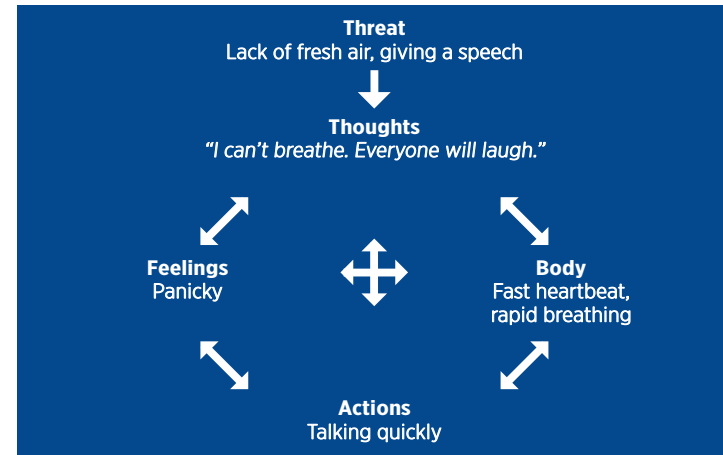 Threat
Lack of fresh air, giving a speech
Thoughts
“I can’t breathe. Everyone will laugh.”
Feelings
Panicky
Body
Fast heartbeat,
rapid breathing
Actions
Talking quickly